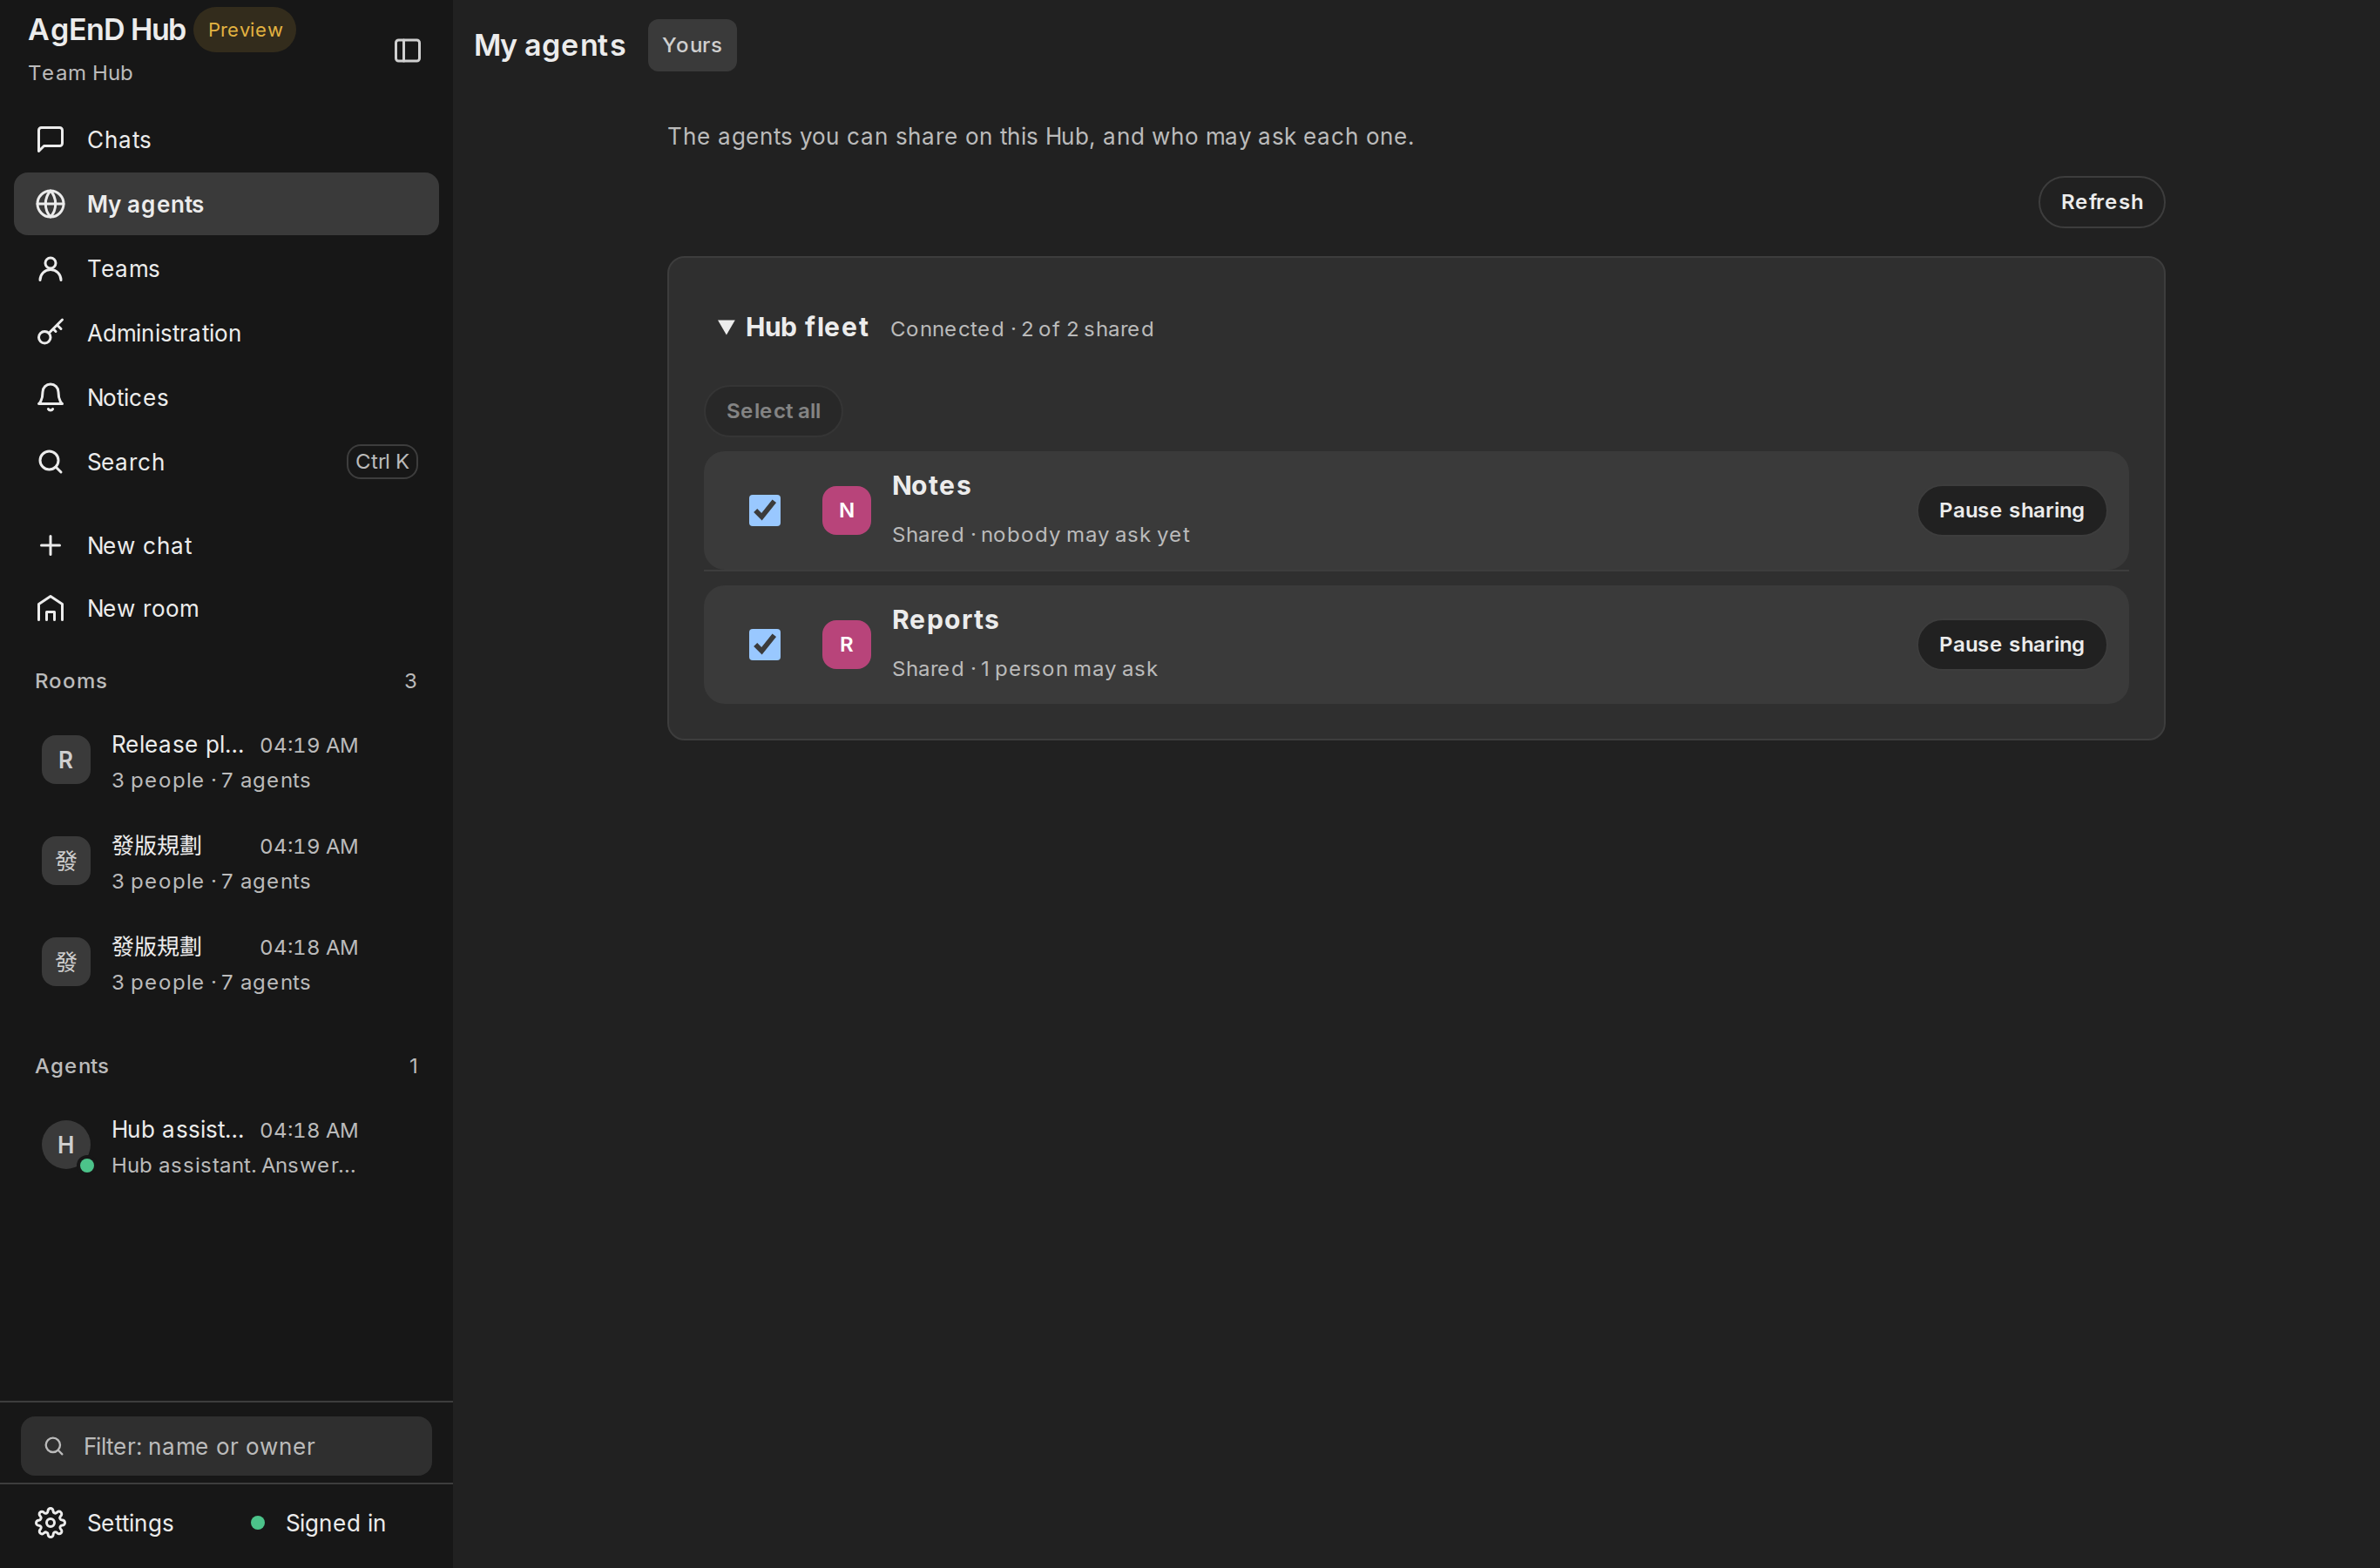 AgEnD Hub Preview
Team Hub
Chats
My agents
Teams
Administration
Notices
Search Ctrl K
New chat
New room
Rooms 3
R Release pl... 04:19 AM
3 people · 7 agents
發 發版規劃 04:19 AM
3 people · 7 agents
發 發版規劃 04:18 AM
3 people · 7 agents
Agents 1
H Hub assist... 04:18 AM
Hub assistant. Answer...
Filter: name or owner
Settings Signed in
My agents Yours
The agents you can share on this Hub, and who may ask each one.
Refresh
Hub fleet Connected · 2 of 2 shared
Select all
N Notes
Shared · nobody may ask yet
Pause sharing
R Reports
Shared · 1 person may ask
Pause sharing